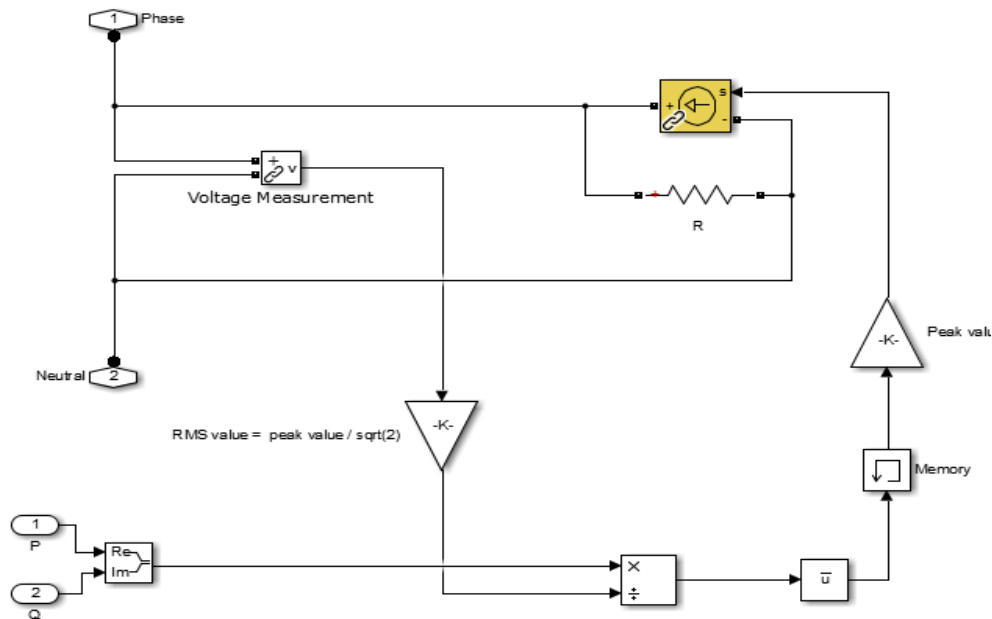 1
Phase
+
s
-
+
v
Voltage Measurement
+
R
-K-
Peak valu
Neutral
2
-K-
RMS value = peak value / sqrt(2)
Memory
1
P
Re
Im
×
÷
u
2
Q